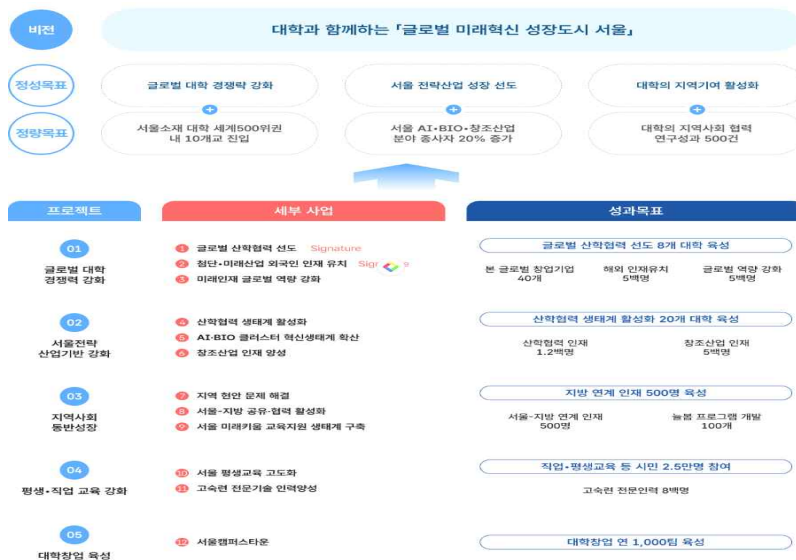 비전
대학과 함께하는 「글로벌 미래혁신 성장도시 서울」
정성목표
글로벌 대학 경쟁력 강화
서울 전략산업 성장 선도
대학의 지역기여 활성화
정량목표
서울소재 대학 세계500위권
내 10개교 진입
서울 AI•BIO•창조산업
분야 종사자 20% 증가
대학의 지역사회 협력
연구성과 500건
프로젝트
세부 사업
성과목표
01
글로벌 대학
경쟁력 강화
1 글로벌 산학협력 선도 Signature
2 첨단•미래산업 외국인 인재 유치
3 미래인재 글로벌 역량 강화
글로벌 산학협력 선도 8개 대학 육성
본 글로벌 창업기업
40개
해외 인재유치
5백명
글로벌 역량 강화
5백명
02
서울전략
산업기반 강화
4 산학협력 생태계 활성화
5 AI·BIO 클러스터 혁신생태계 확산
6 창조산업 인재 양성
산학협력 생태계 활성화 20개 대학 육성
산학협력 인재
1.2백명
창조산업 인재
5백명
03
지역사회
동반성장
7 지역 현안 문제 해결
8 서울-지방 공유·협력 활성화
9 서울 미래키움 교육지원 생태계 구축
지방 연계 인재 500명 육성
서울-지방 연계 인재
500명
늘봄 프로그램 개발
100개
04
평생•직업 교육 강화
10 서울 평생교육 고도화
11 고숙련 전문기술 인력양성
직업•평생교육 등 시민 2.5만명 참여
고숙련 전문인력 8백명
05
대학창업 육성
12 서울캠퍼스타운
대학창업 연 1,000팀 육성